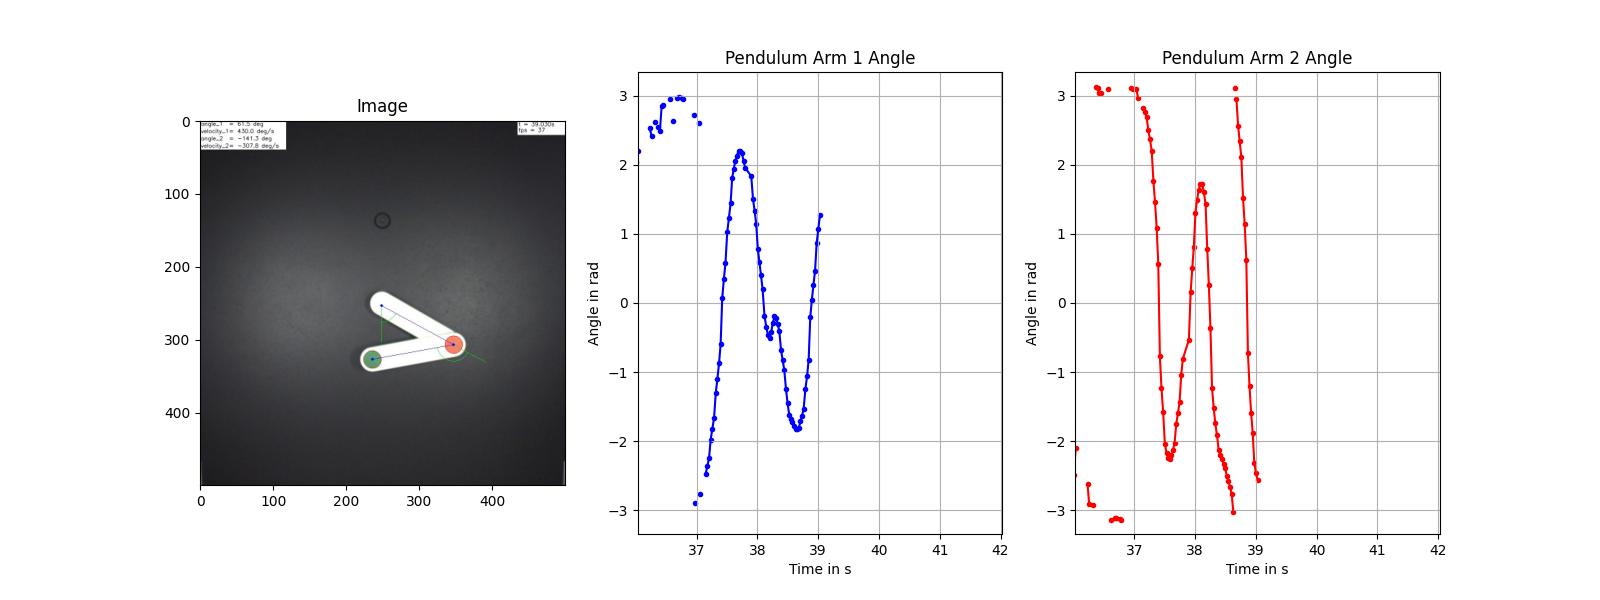 Image
angle_1 = 61.5 deg
velocity_1= 430.0 deg/s
angle_2 = -141.3 deg
velocity_2= -307.8 deg/s
t = 39.030s
fps = 37
0
100
200
300
400
0 100 200 300 400
Pendulum Arm 1 Angle
Angle in rad
3
2
1
0
−1
−2
−3
37 38 39 40 41 42
Time in s
Pendulum Arm 2 Angle
Angle in rad
3
2
1
0
−1
−2
−3
37 38 39 40 41 42
Time in s